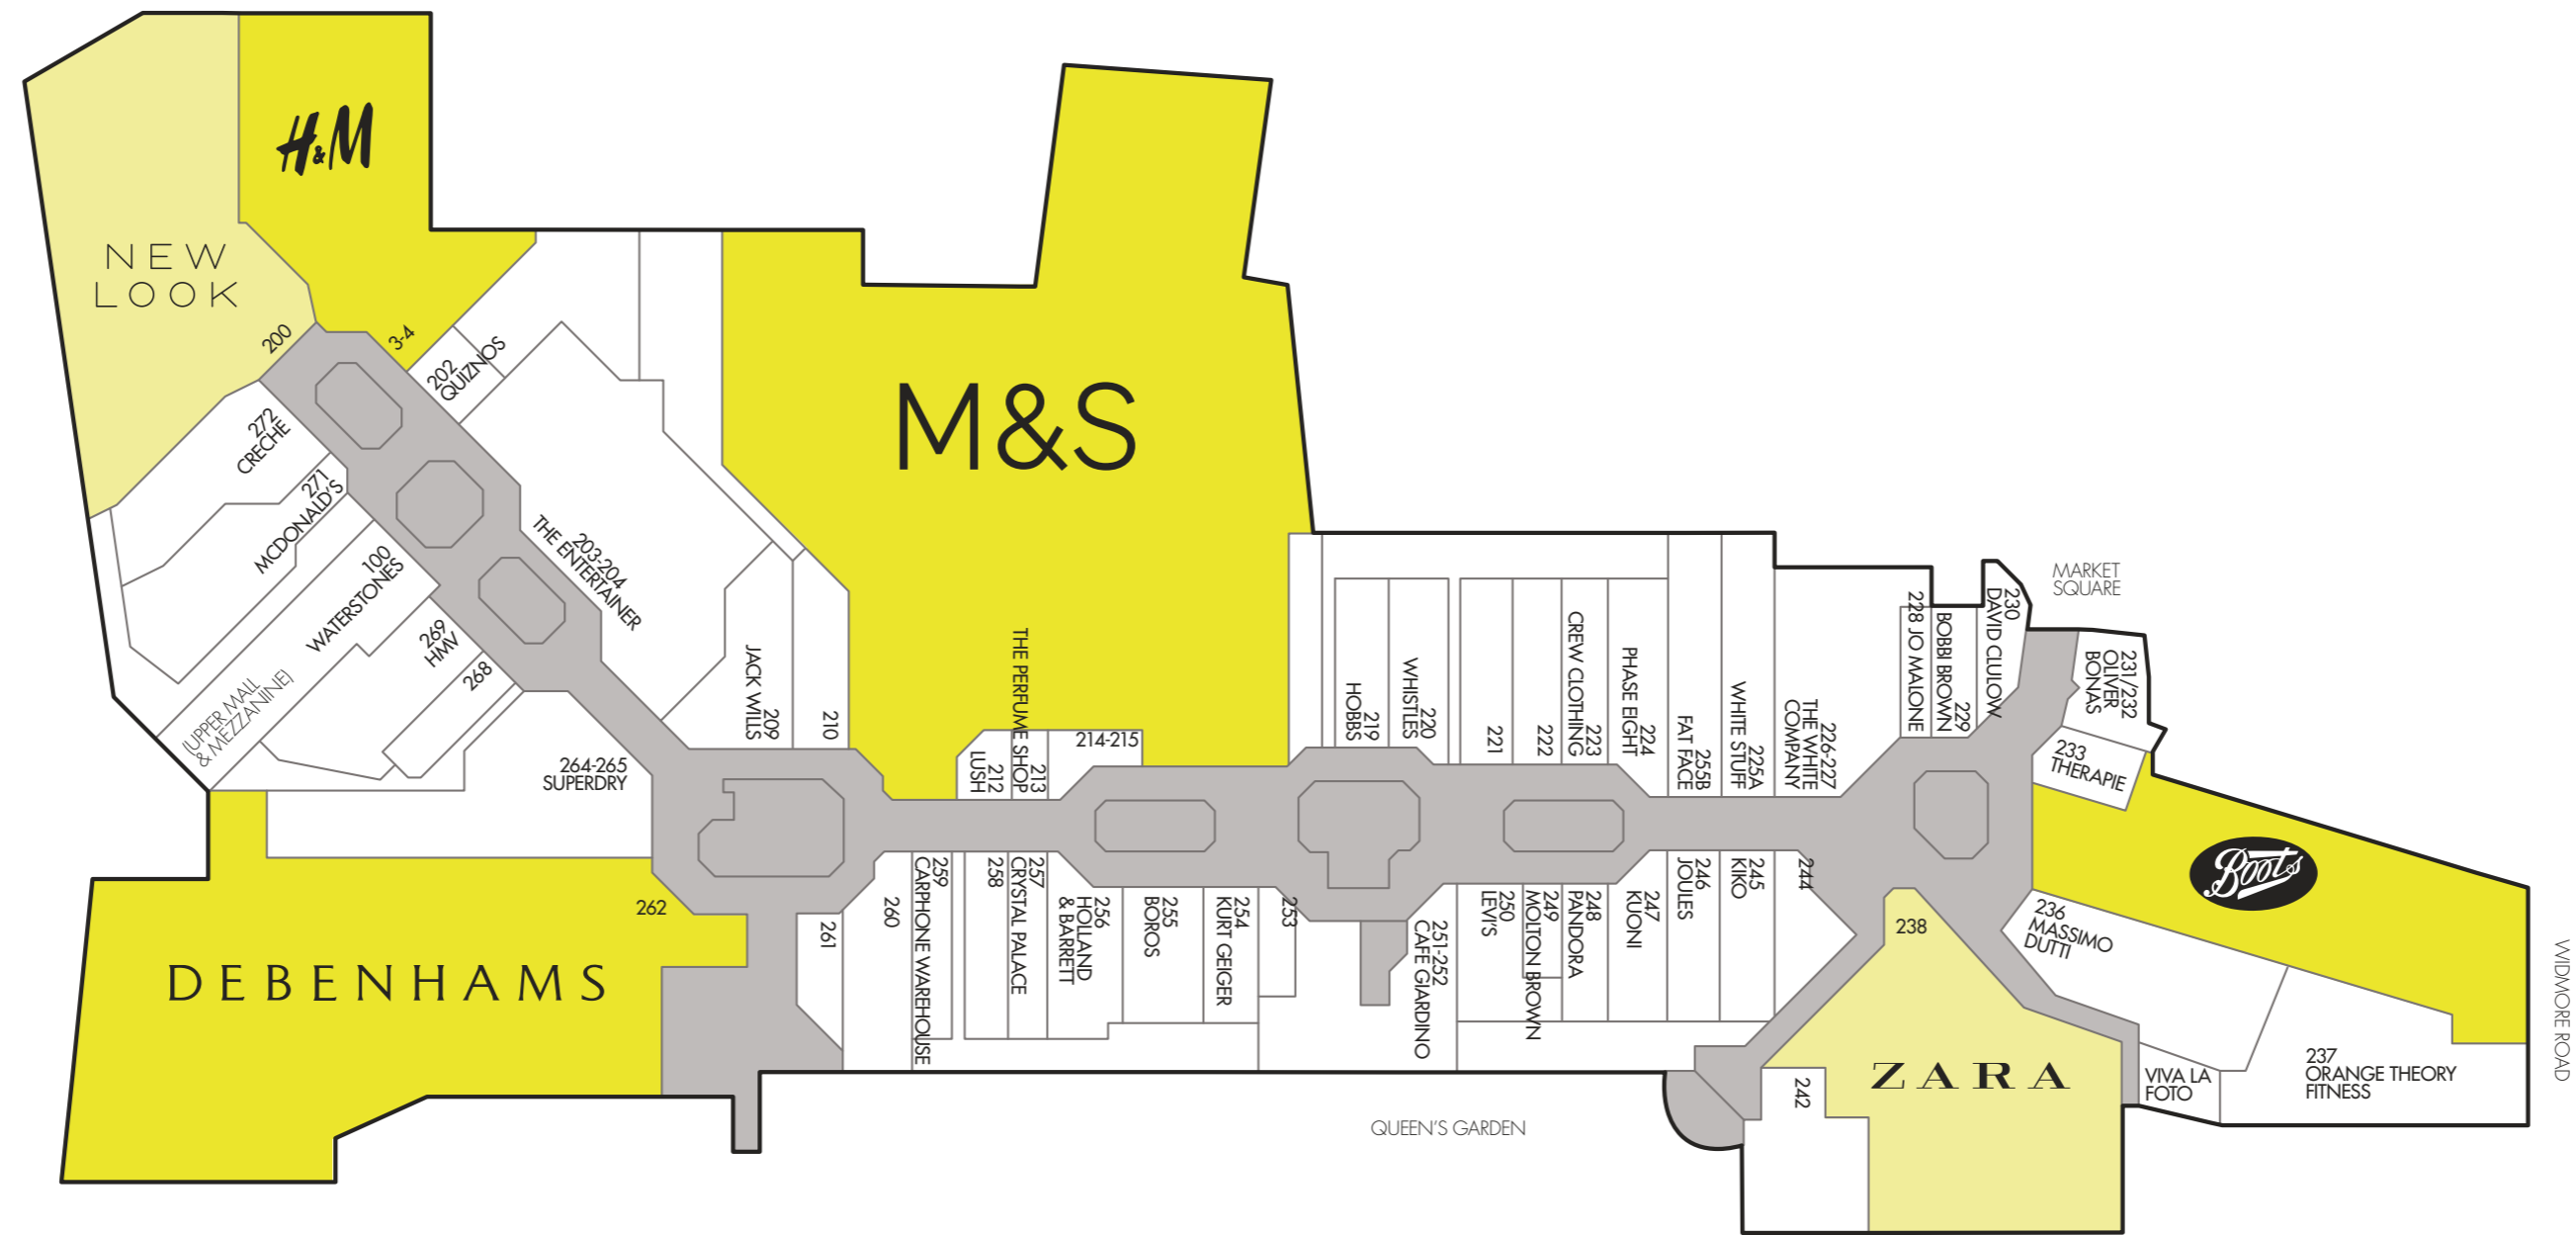 H&M
NEW
LOOK
200
3-4
202
QUIZNOS
272
CRECHE
271
MCDONALD'S
100
WATERSTONES
(UPPER MALL
& MEZZANINE)
269
HMV
268
203-204
THE ENTERTAINER
264-265
SUPERDRY
209
JACK WILLS
210
M&S
212
LUSH
213
THE PERFUME SHOP
214-215
219
HOBBS
220
WHISTLES
221
222
223
CREW CLOTHING
224
PHASE EIGHT
255B
FAT FACE
225A
WHITE STUFF
226-227
THE WHITE
COMPANY
228 JO MALONE
229
BOBBI BROWN
230
DAVID CLULOW
MARKET
SQUARE
231/232
OLIVER
BONAS
233
THERAPIE
Boots
WIDMORE ROAD
236
MASSIMO
DUTTI
237
ORANGE THEORY
FITNESS
VIVA LA
FOTO
238
ZARA
242
244
245
KIKO
246
JOULES
247
KUONI
248
PANDORA
249
MOLTON BROWN
250
LEVI'S
251-252
CAFE GIARDINO
253
254
KURT GEIGER
255
BOROS
256
HOLLAND
& BARRETT
257
CRYSTAL PALACE
258
259
CARPHONE WAREHOUSE
260
261
262
DEBENHAMS
QUEEN'S GARDEN